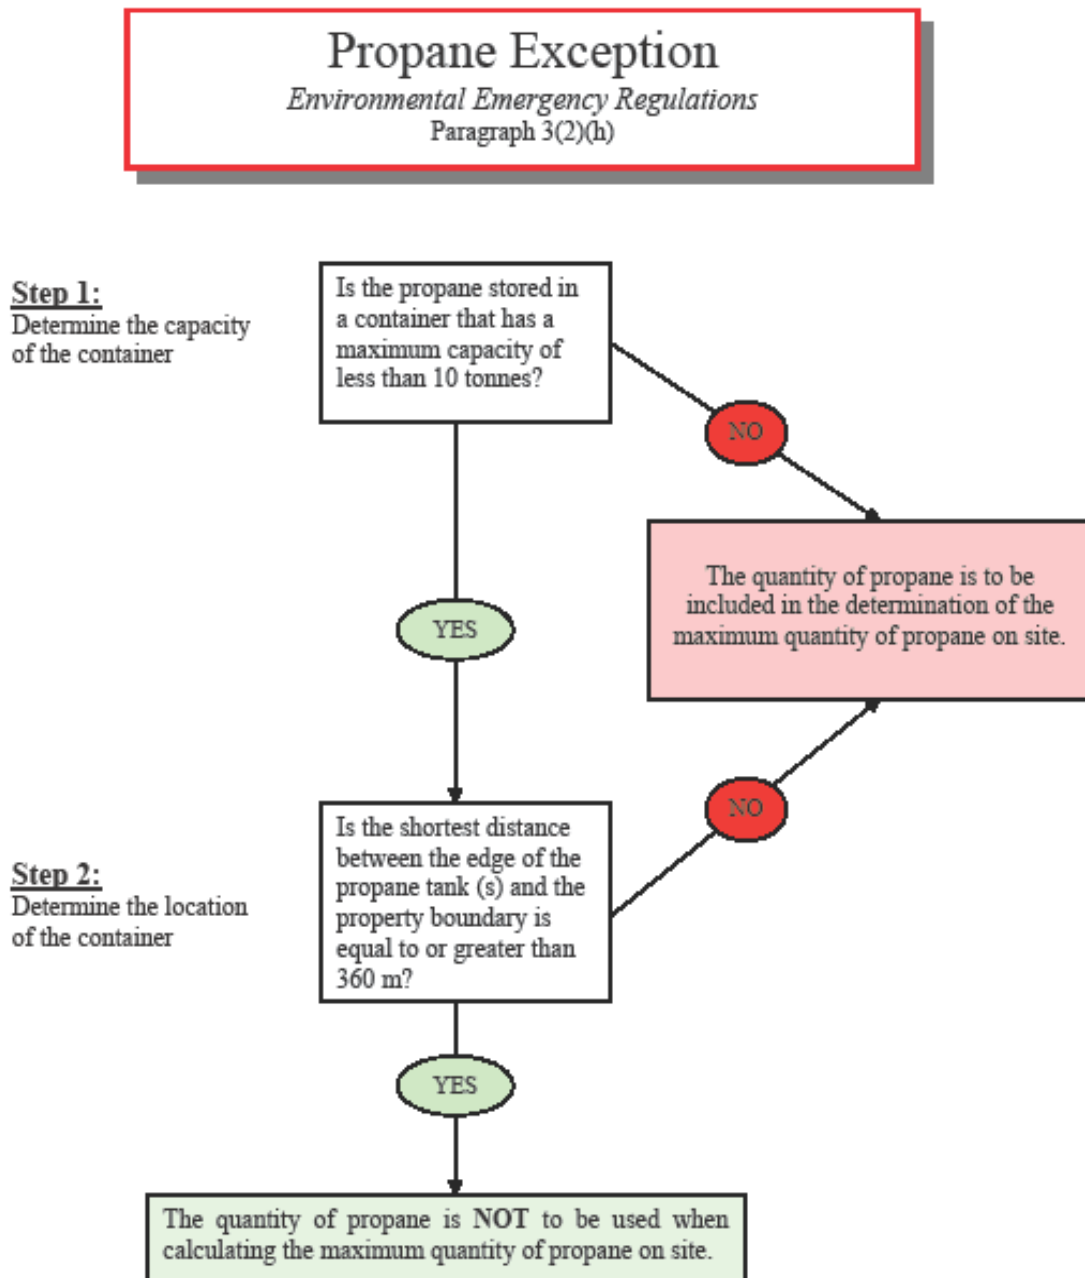 Propane Exception
Environmental Emergency Regulations
Paragraph 3(2)(h)
Step 1:
Determine the capacity
of the container
Is the propane stored in
a container that has a
maximum capacity of
less than 10 tonnes?
NO
The quantity of propane is to be
included in the determination of the
maximum quantity of propane on site.
YES
NO
Step 2:
Determine the location
of the container
Is the shortest distance
between the edge of the
propane tank (s) and the
property boundary is
equal to or greater than
360 m?
YES
The quantity of propane is NOT to be used when
calculating the maximum quantity of propane on site.